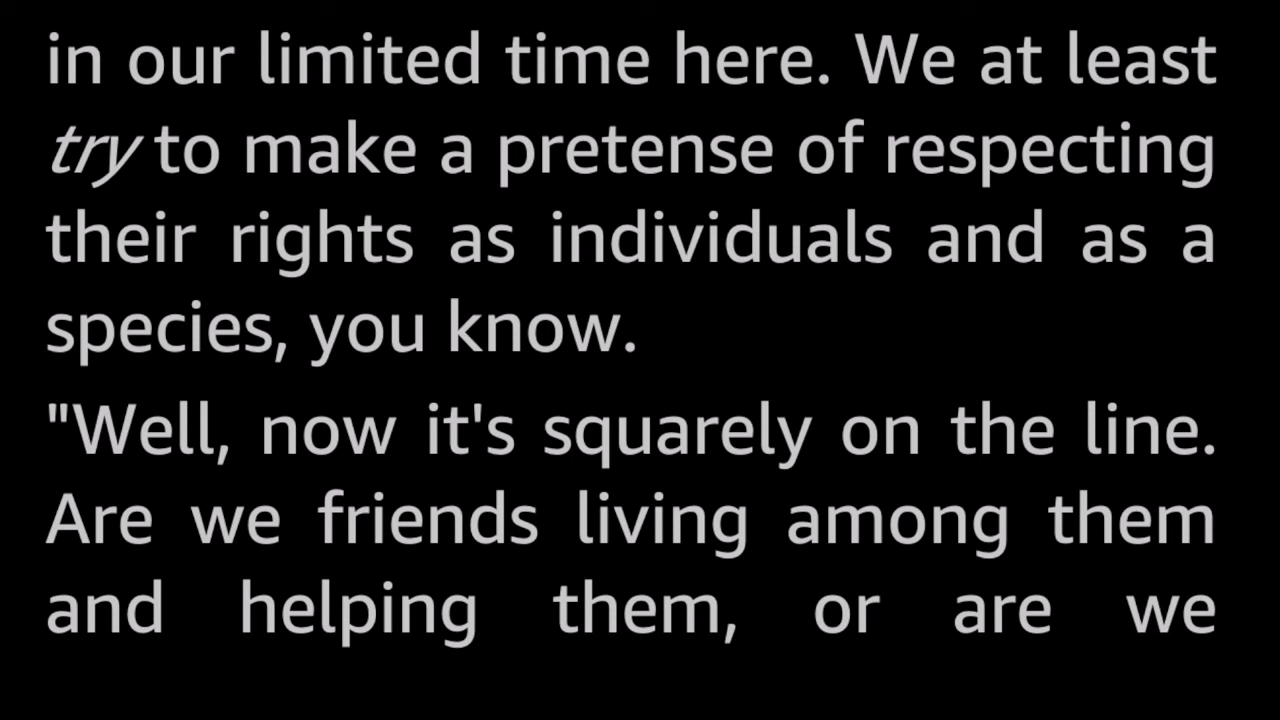 in our limited time here. We at least
try to make a pretense of respecting
their rights as individuals and as a
species, you know.
"Well, now it's squarely on the line.
Are we friends living among them
and helping them, or are we